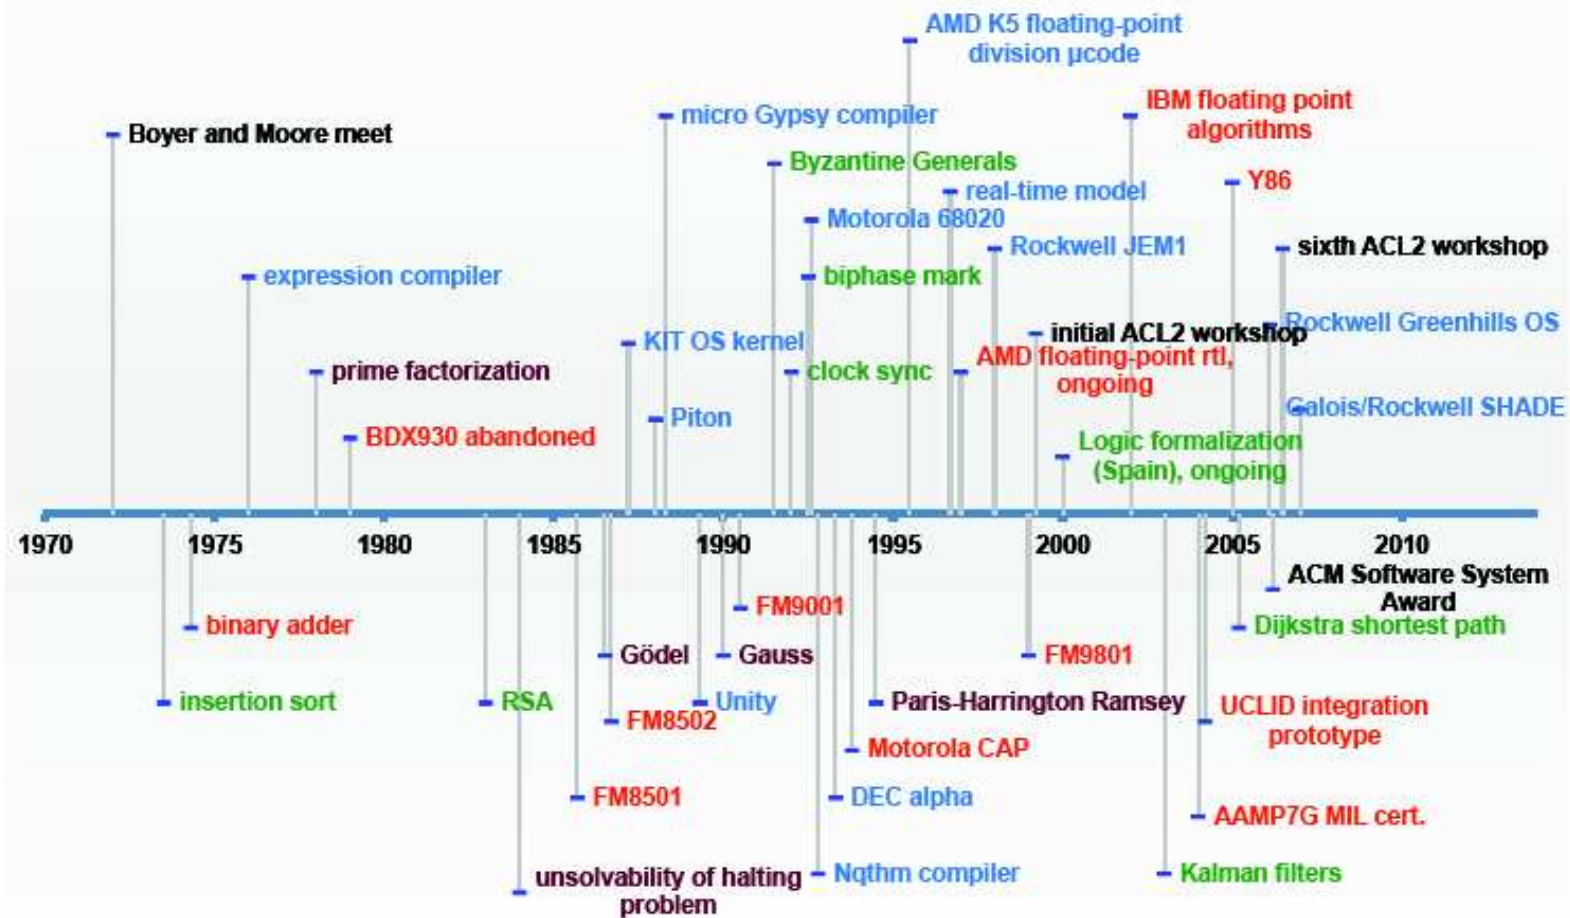 AMD K5 floating-point
division µcode
IBM floating point
algorithms
micro Gypsy compiler
Boyer and Moore meet
Byzantine Generals
Y86
real-time model
Motorola 68020
Rockwell JEM1
sixth ACL2 workshop
expression compiler
biphase mark
Rockwell Greenhills OS
initial ACL2 workshop
KIT OS kernel
AMD floating-point rtl,
ongoing
prime factorization
clock sync
Galois/Rockwell SHADE
Piton
BDX930 abandoned
Logic formalization
(Spain), ongoing
1970
1975
1980
1985
1990
1995
2000
2005
2010
ACM Software System
Award
FM9001
binary adder
Dijkstra shortest path
Gödel
Gauss
FM9801
insertion sort
RSA
Unity
Paris-Harrington Ramsey
UCLID integration
prototype
FM8502
Motorola CAP
FM8501
DEC alpha
AAMP7G MIL cert.
unsolvability of halting
problem
Nqthm compiler
Kalman filters